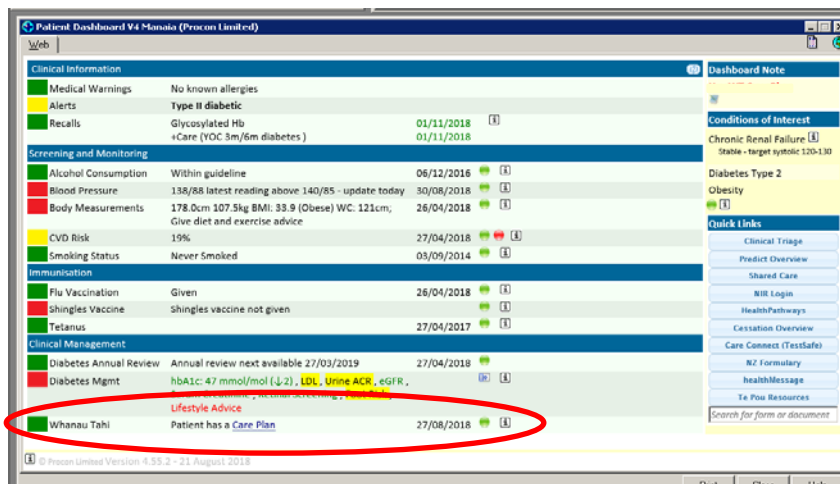 Patient Dashboard V4 Manaia (Procon Limited)
Web
Clinical Information
Medical Warnings No known allergies
Alerts Type II diabetic
Recalls Glycosylated Hb 01/11/2018
+Care (YOC 3m/6m diabetes ) 01/11/2018
Screening and Monitoring
Alcohol Consumption Within guideline 06/12/2016
Blood Pressure 138/88 latest reading above 140/85 - update today 30/08/2018
Body Measurements 178.0cm 107.5kg BMI: 33.9 (Obese) WC: 121cm; 26/04/2018
Give diet and exercise advice
CVD Risk 19% 27/04/2018
Smoking Status Never Smoked 03/09/2014
Immunisation
Flu Vaccination Given 26/04/2018
Shingles Vaccine Shingles vaccine not given
Tetanus 27/04/2017
Clinical Management
Diabetes Annual Review Annual review next available 27/03/2019 27/04/2018
Diabetes Mgmt hbA1c: 47 mmol/mol (↓2) , LDL , Urine ACR , eGFR ,
Lifestyle Advice
Whanau Tahi Patient has a Care Plan 27/08/2018
© Procon Limited Version 4.55.2 - 21 August 2018
Dashboard Note
Conditions of Interest
Chronic Renal Failure
Stable - target systolic 120-130
Diabetes Type 2
Obesity
Quick Links
Clinical Triage
Predict Overview
Shared Care
NIR Login
HealthPathways
Cessation Overview
Care Connect (TestSafe)
NZ Formulary
healthMessage
Te Pou Resources
Search for form or document